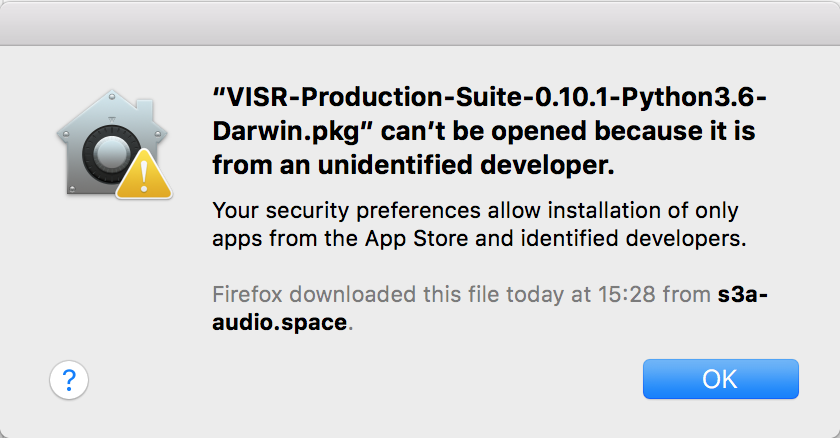 “VISR-Production-Suite-0.10.1-Python3.6-
Darwin.pkg” can’t be opened because it is
from an unidentified developer.
Your security preferences allow installation of only
apps from the App Store and identified developers.
Firefox downloaded this file today at 15:28 from s3a-
audio.space.
?
OK